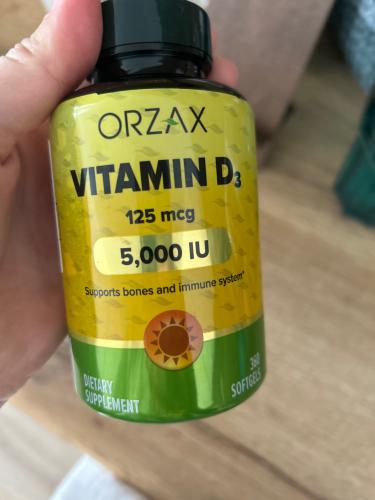 ORZAX
VITAMIN D3
125 mcg
5,000 IU
Supports bones and immune system*
DIETARY
SUPPLEMENT
360
SOFTGELS